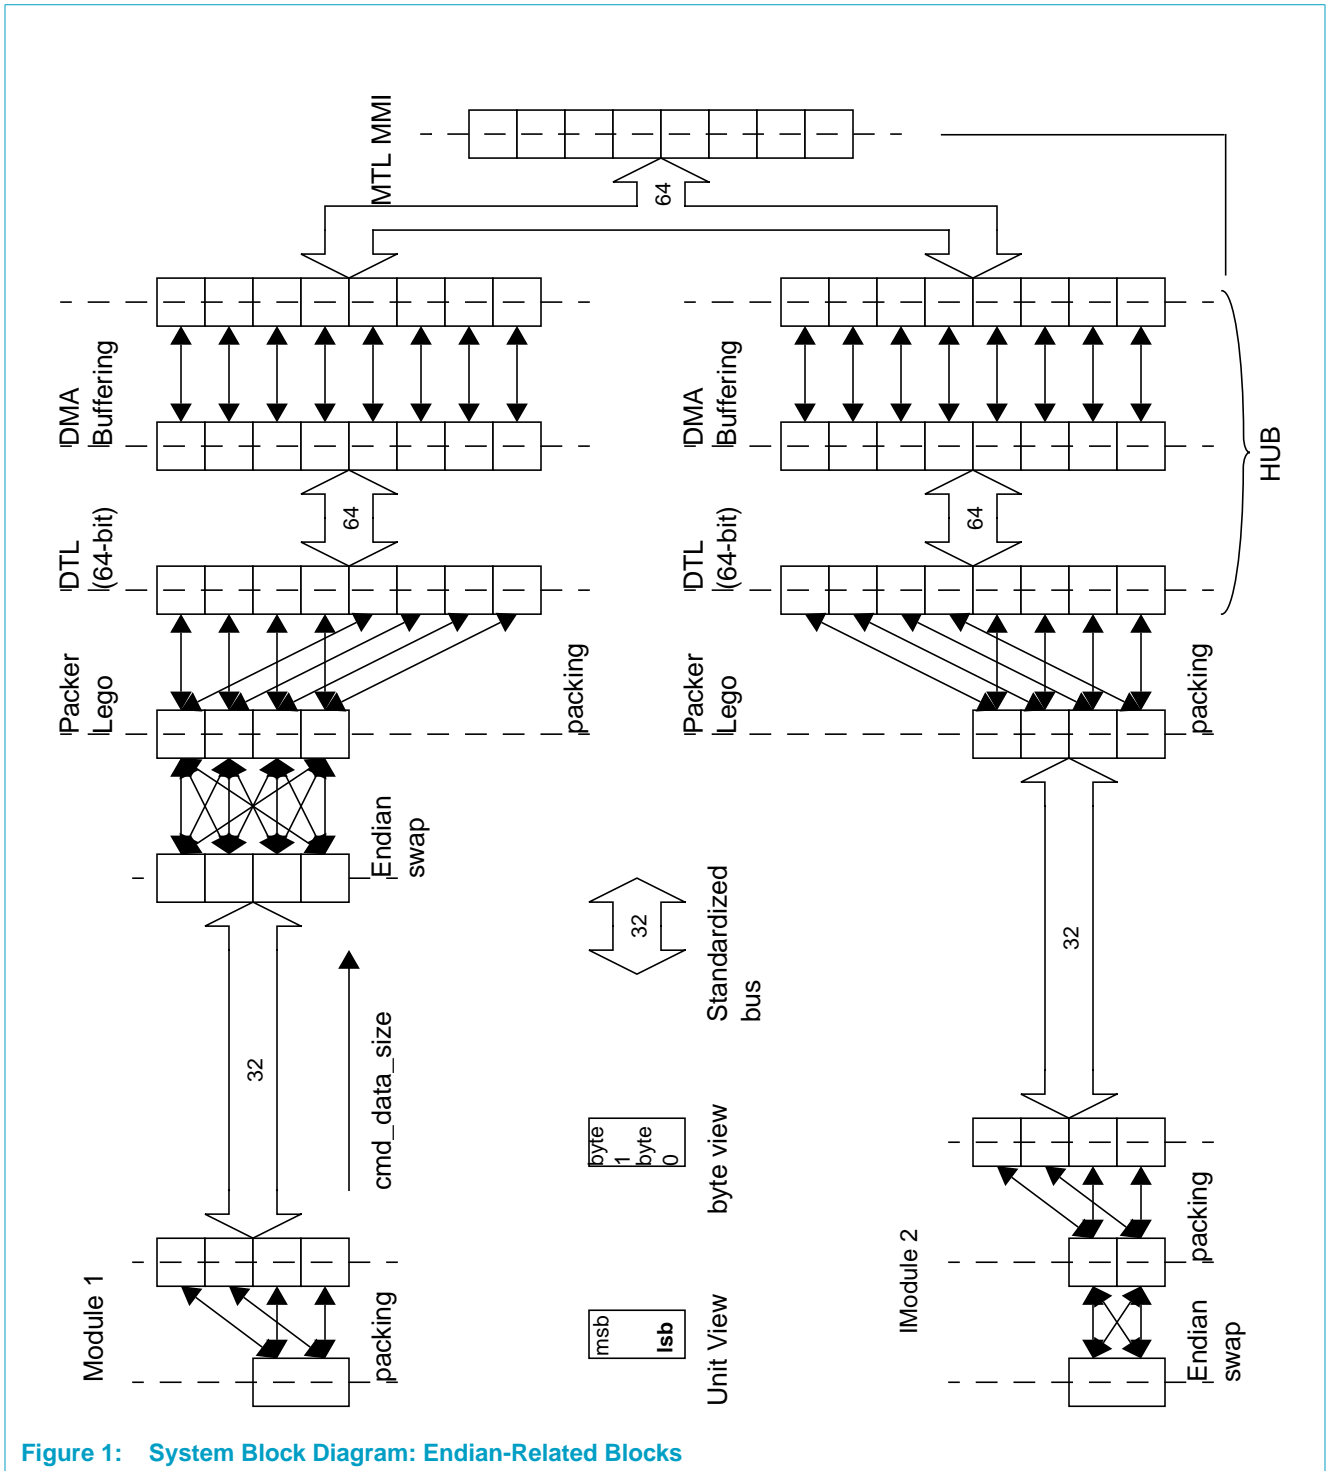 MTL MMI
64
DMA
Buffering
DMA
Buffering
HUB
DTL
(64-bit)
64
DTL
(64-bit)
64
Packer
Lego
packing
Packer
Lego
packing
Endian
swap
32
cmd_data_size
32
Standardized
bus
32
byte
1
byte
0
byte view
Module 1
packing
msb
lsb
Unit View
IModule 2
packing
Endian
swap
Figure 1: System Block Diagram: Endian-Related Blocks